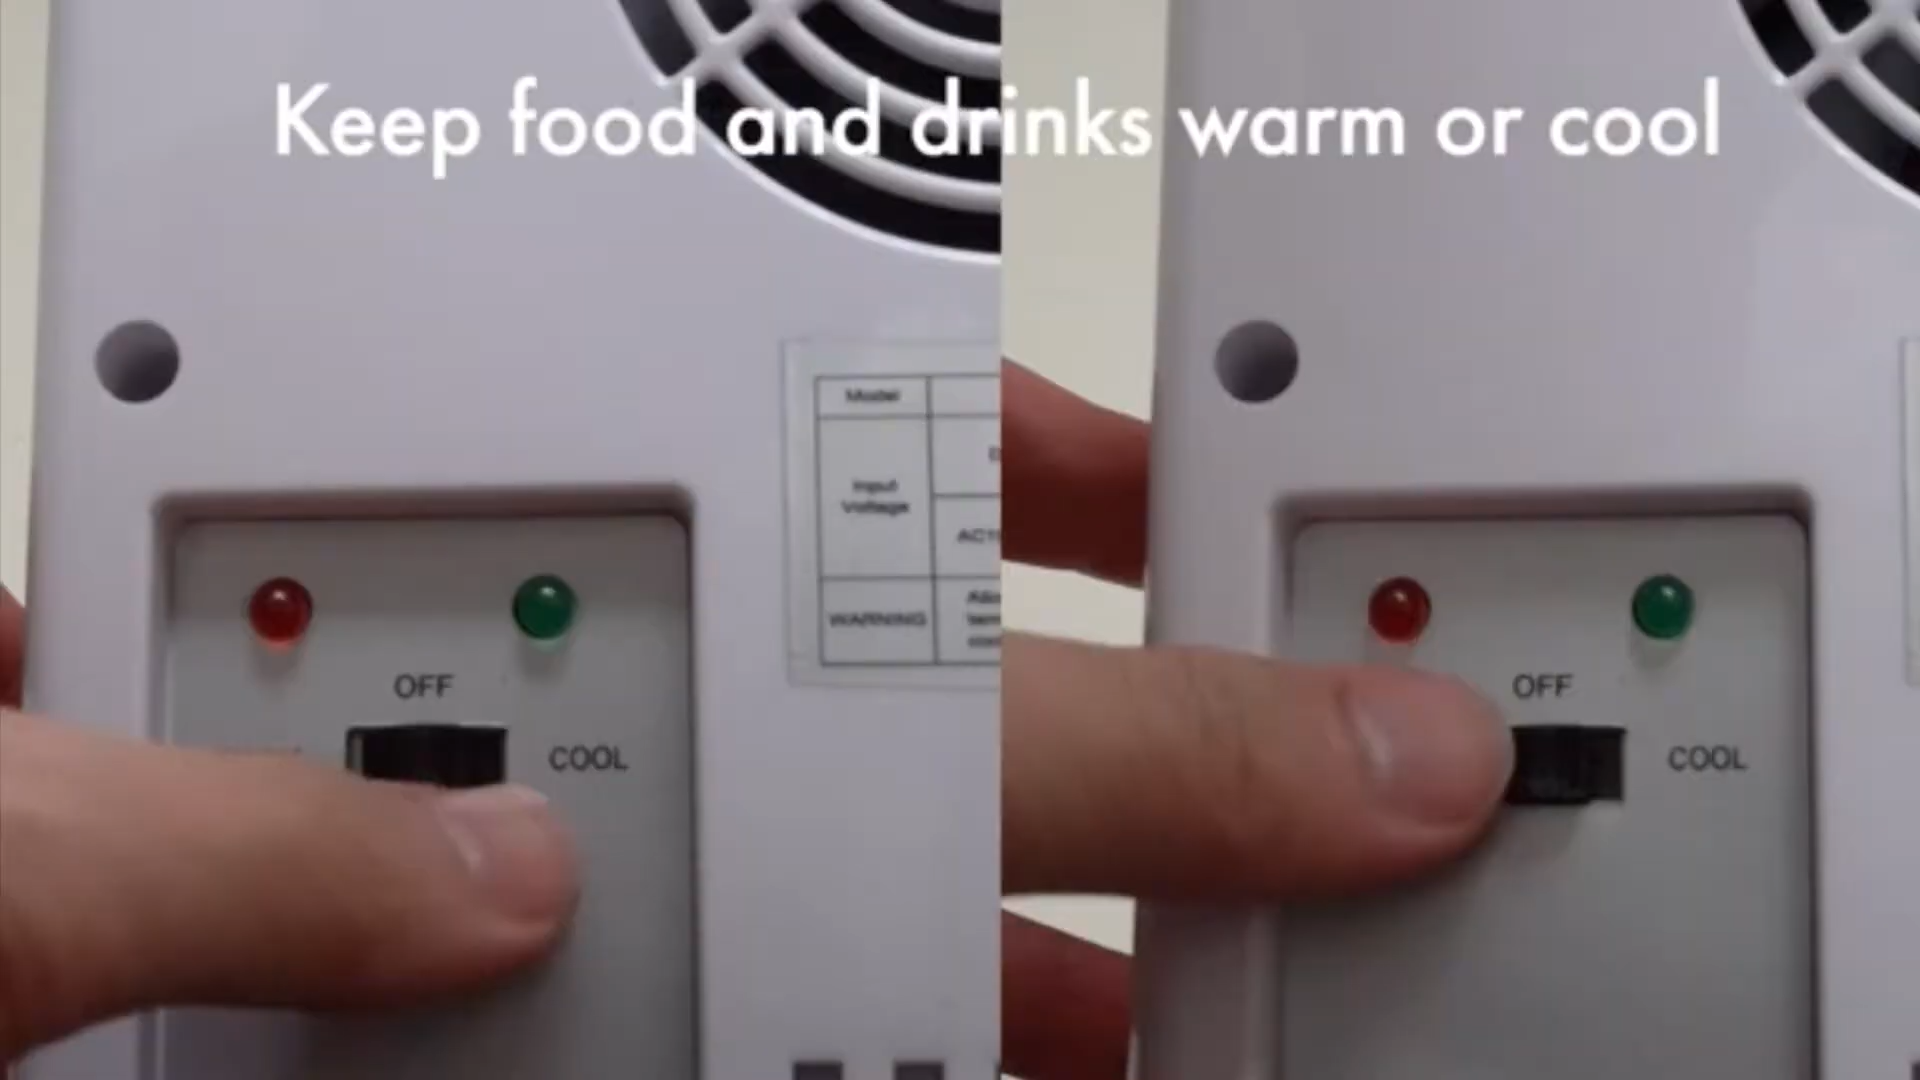 Keep food and drinks warm or cool
Model
Input
Voltage
WARNING
OFF
COOL
OFF
COOL